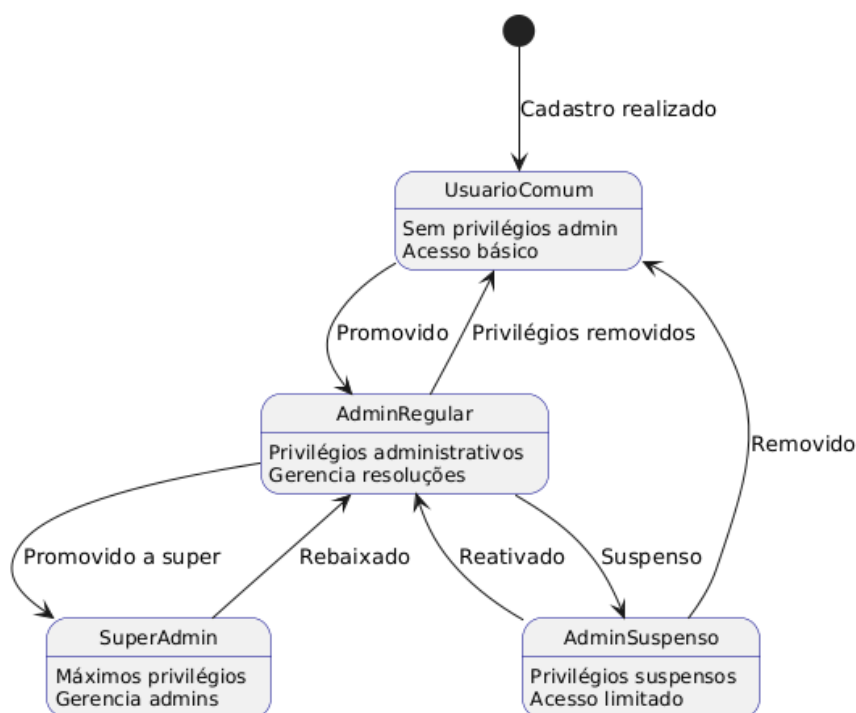 Cadastro realizado
UsuarioComum
Sem privilégios admin
Acesso básico
Promovido
Privilégios removidos
AdminRegular
Privilégios administrativos
Gerencia resoluções
Removido
Promovido a super
Rebaixado
Reativado
Suspenso
SuperAdmin
Máximos privilégios
Gerencia admins
AdminSuspenso
Privilégios suspensos
Acesso limitado